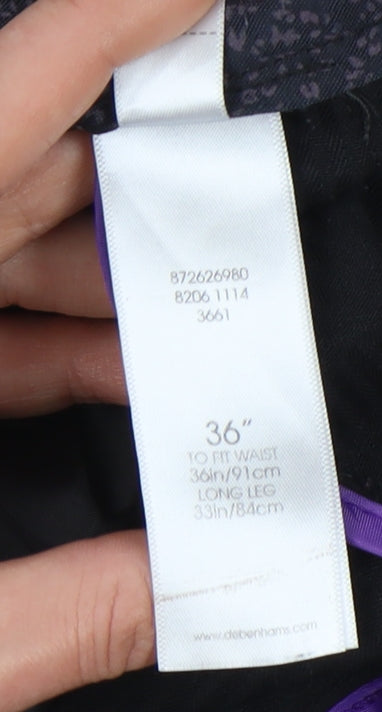 872626980
8206 1114
3661
36"
TO FIT WAIST
36in/91cm
LONG LEG
33in/84cm
www.debenhams.com